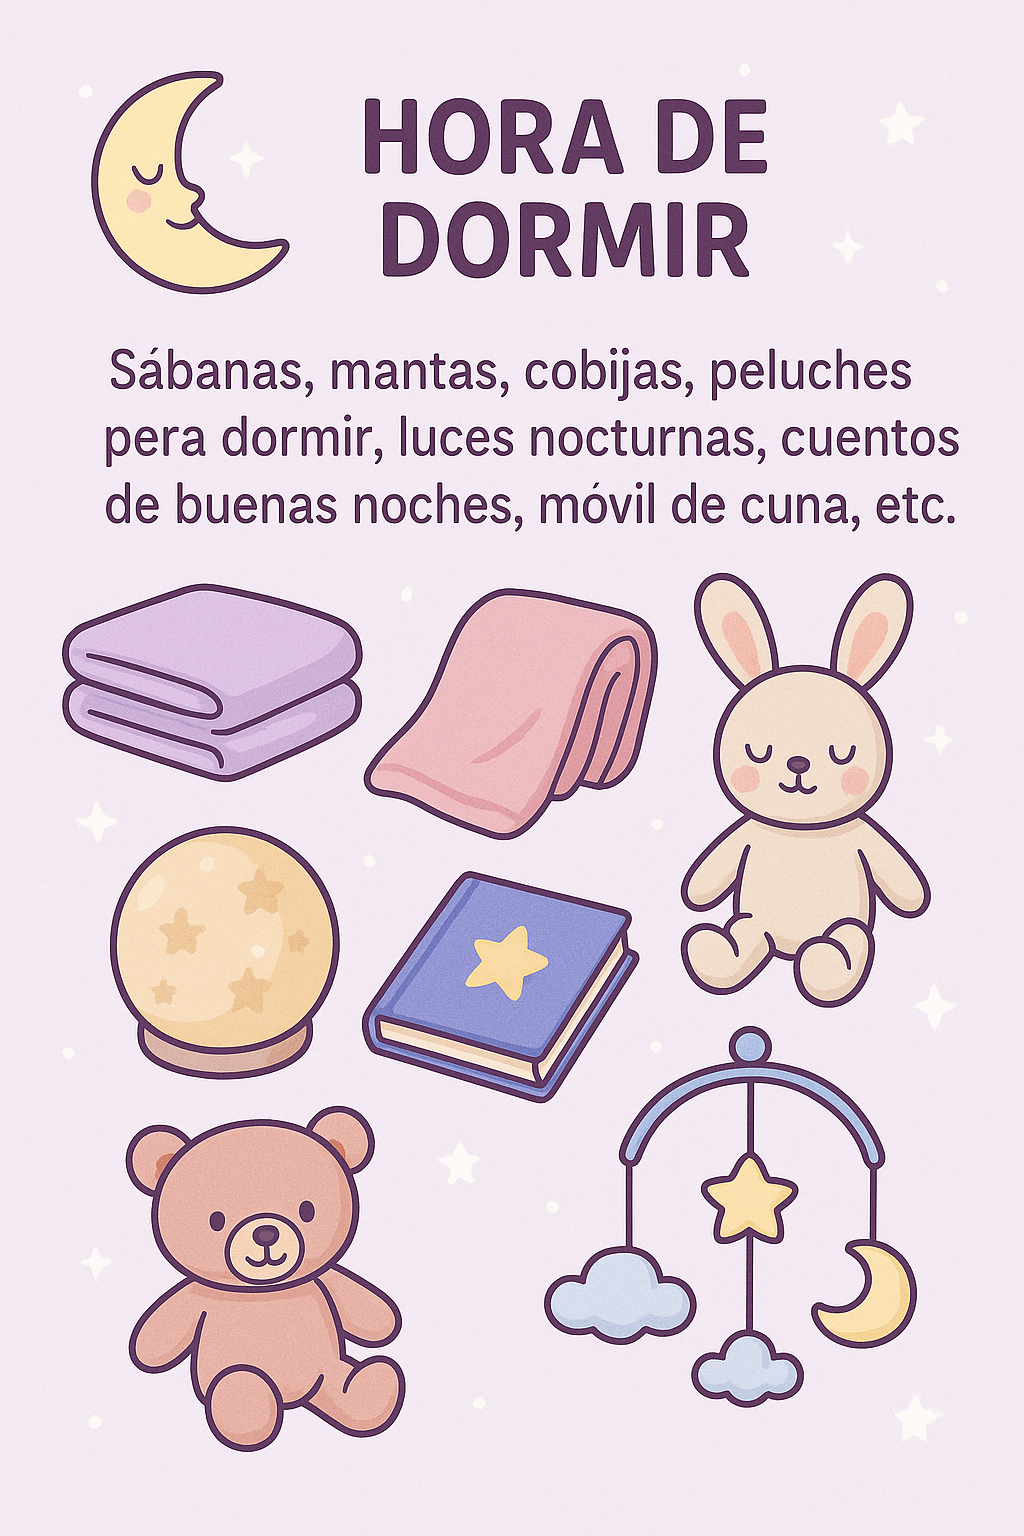 HORA DE
DORMIR
Sábanas, mantas, cobijas, peluches
pera dormir, luces nocturnas, cuentos
de buenas noches, móvil de cuna, etc.